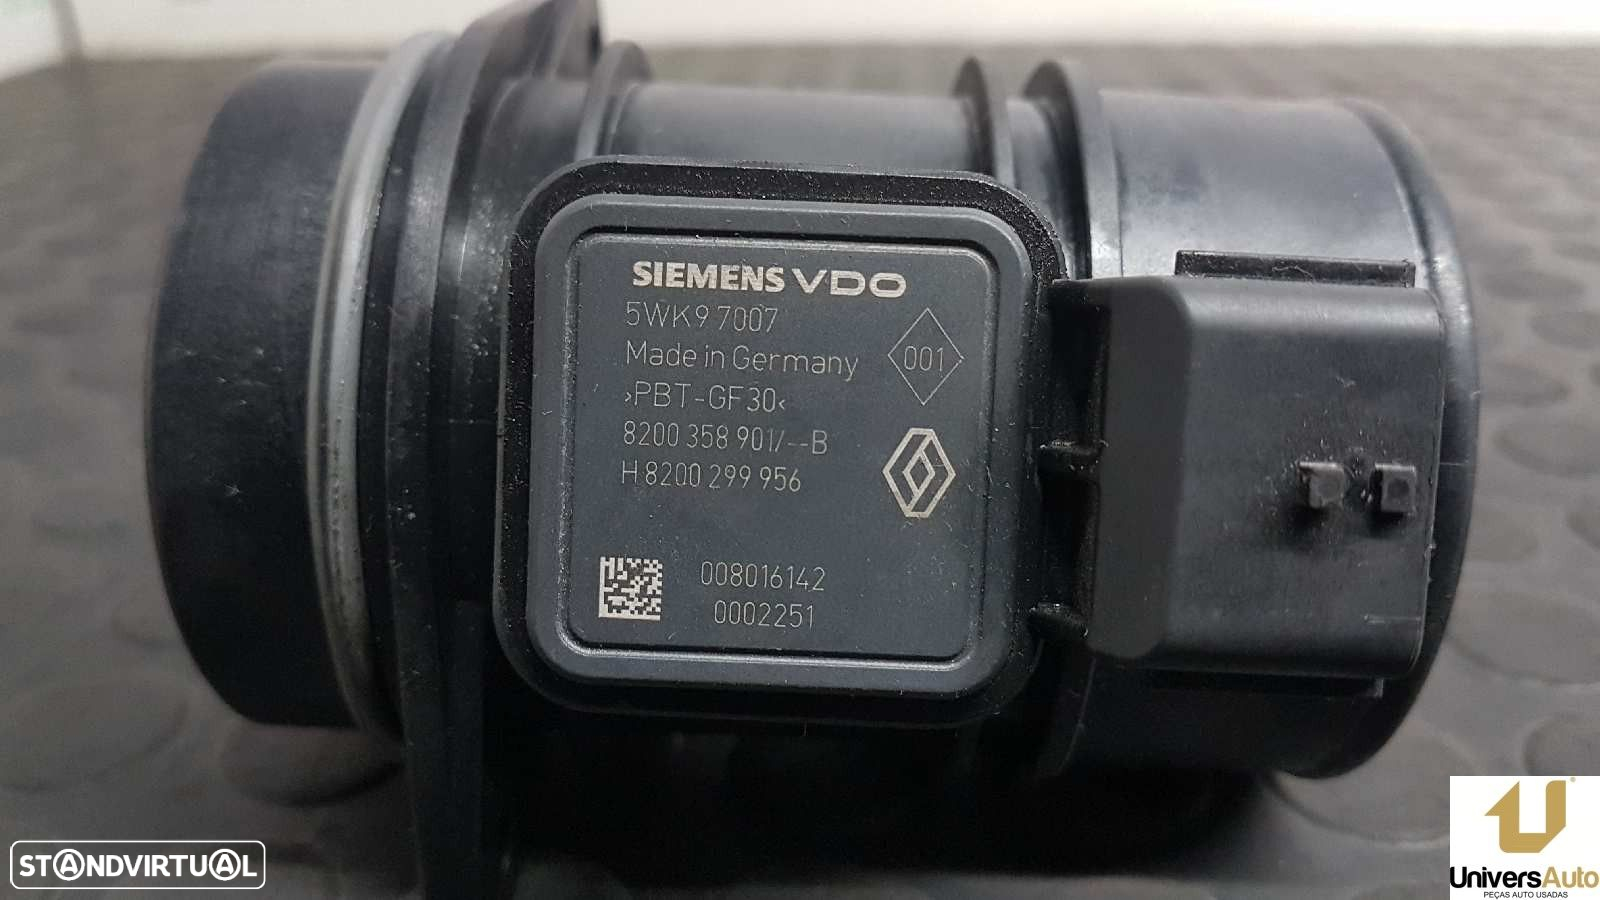 SIEMENS VDO
5WK9 7007
Made in Germany
001
›PBT-GF30‹
8200 358 901/--B
H 8200 299 956
008016142
0002251
STANDVIRTUAL
UniversAuto
PEÇAS AUTO USADAS